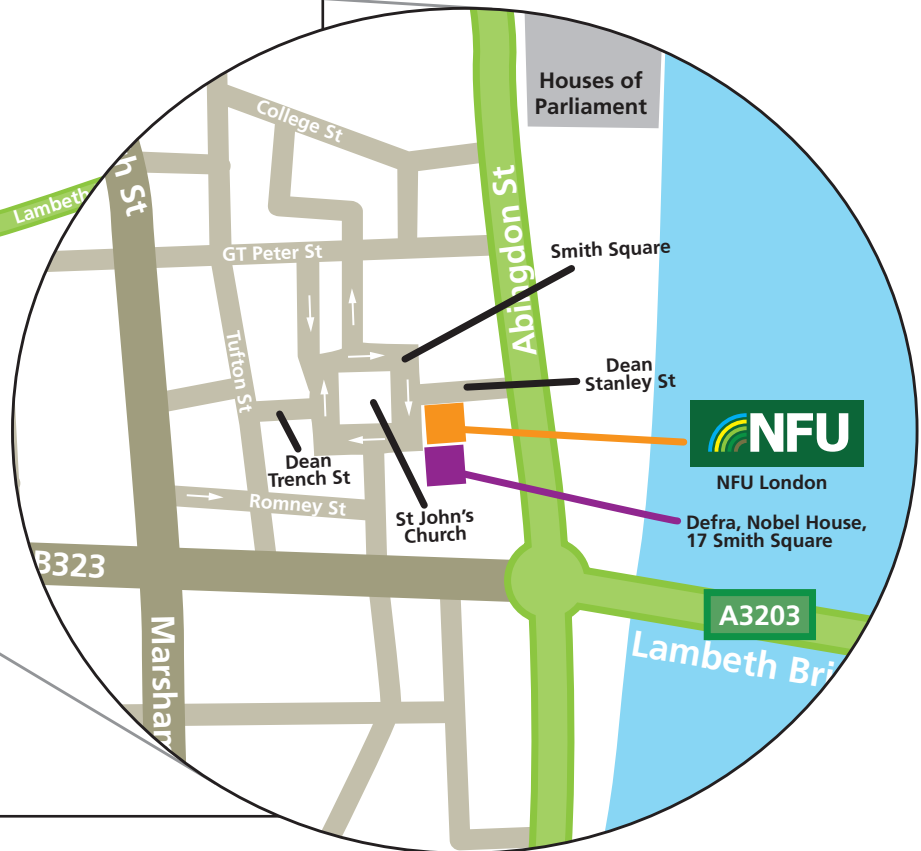 Houses of
Parliament
College St
h St
Lambeth
Abingdon St
GT Peter St
Smith Square
Tufton St
Dean
Stanley St
NFU
NFU London
Dean
Trench St
Romney St
St John's
Church
Defra, Nobel House,
17 Smith Square
B323
A3203
Lambeth Bri
Marsham